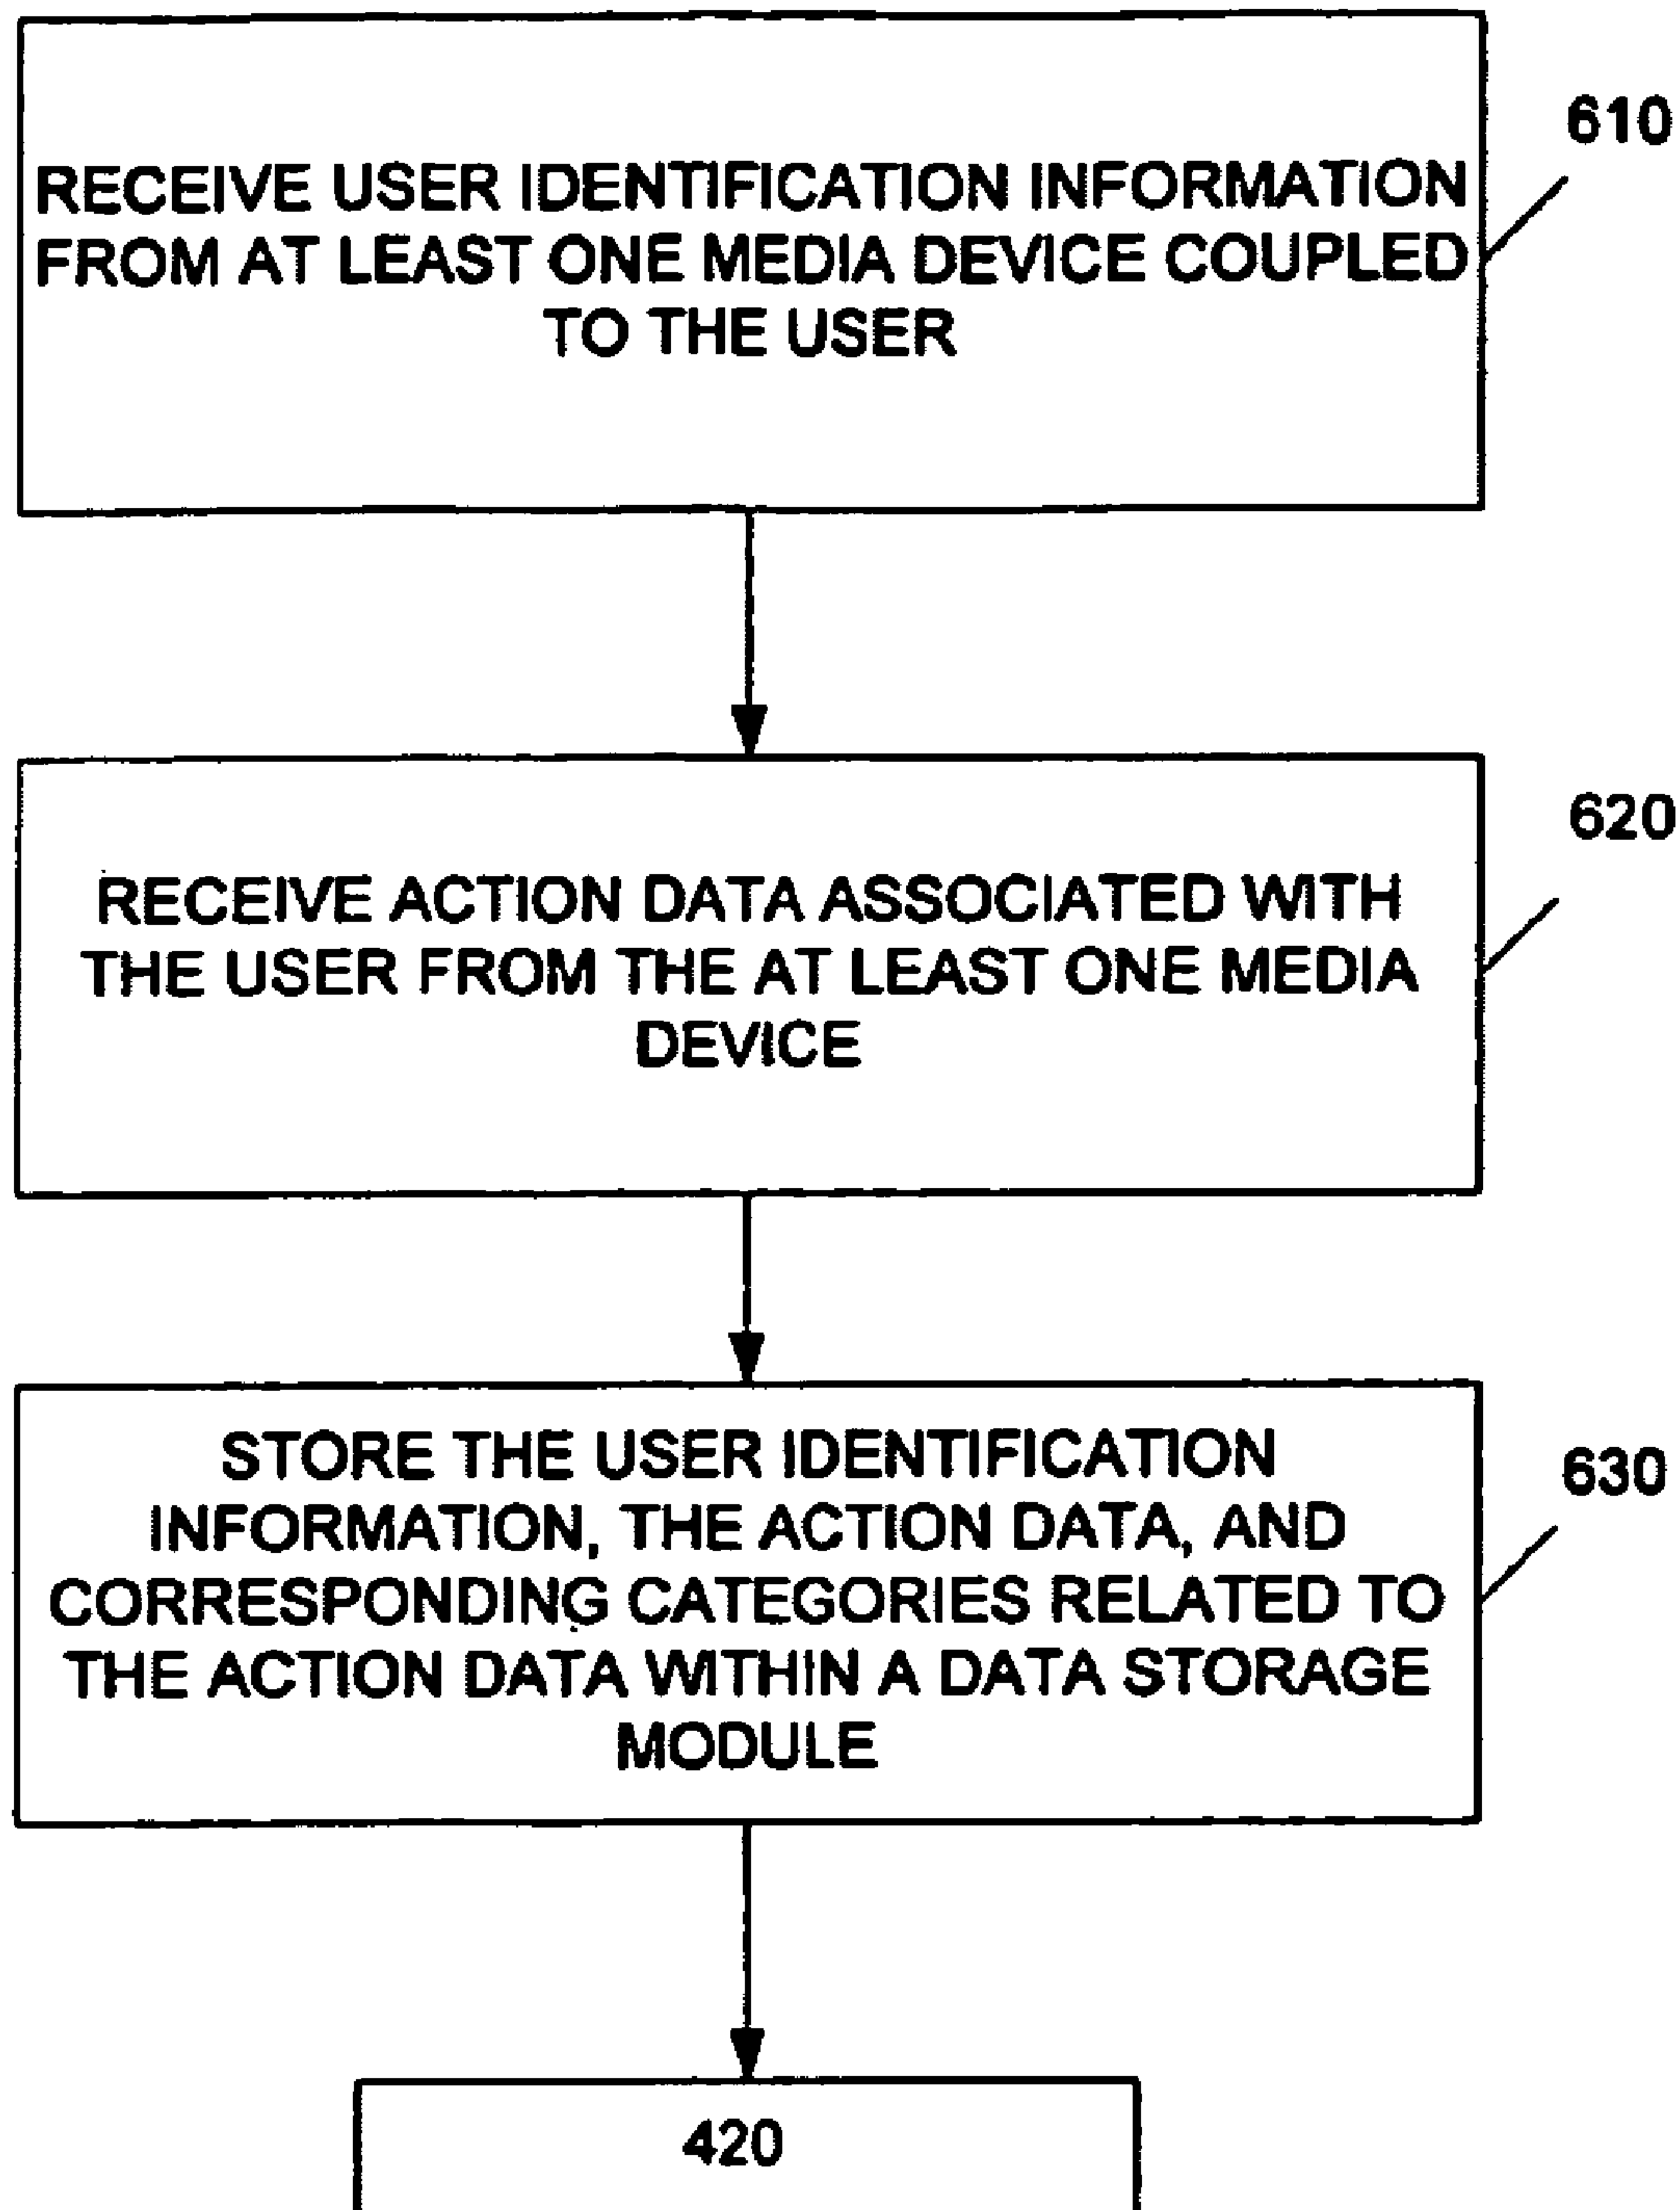 RECEIVE USER IDENTIFICATION INFORMATION
FROM AT LEAST ONE MEDIA DEVICE COUPLED
TO THE USER
610
RECEIVE ACTION DATA ASSOCIATED WITH
THE USER FROM THE AT LEAST ONE MEDIA
DEVICE
620
STORE THE USER IDENTIFICATION
INFORMATION, THE ACTION DATA, AND
CORRESPONDING CATEGORIES RELATED TO
THE ACTION DATA WITHIN A DATA STORAGE
MODULE
630
420